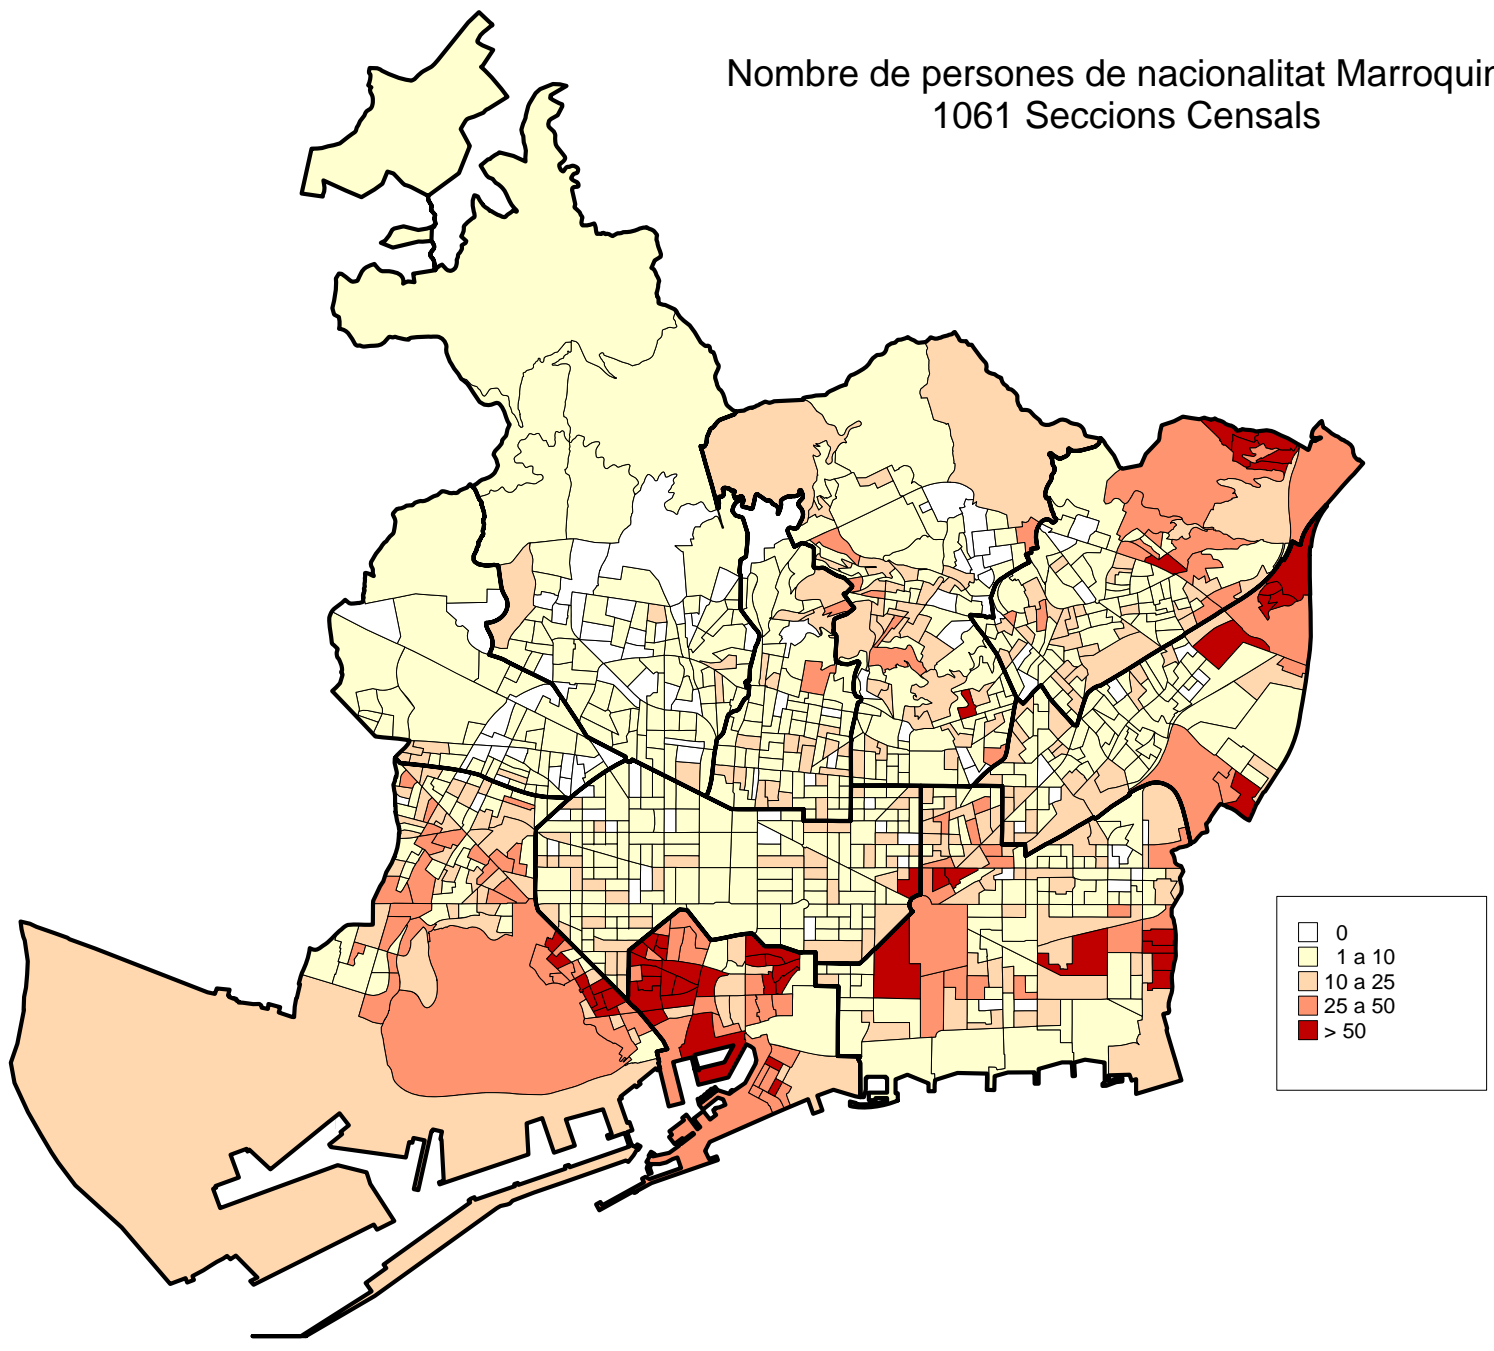 Nombre de persones de nacionalitat Marroquin
1061 Seccions Censals
0
1 a 10
10 a 25
25 a 50
> 50